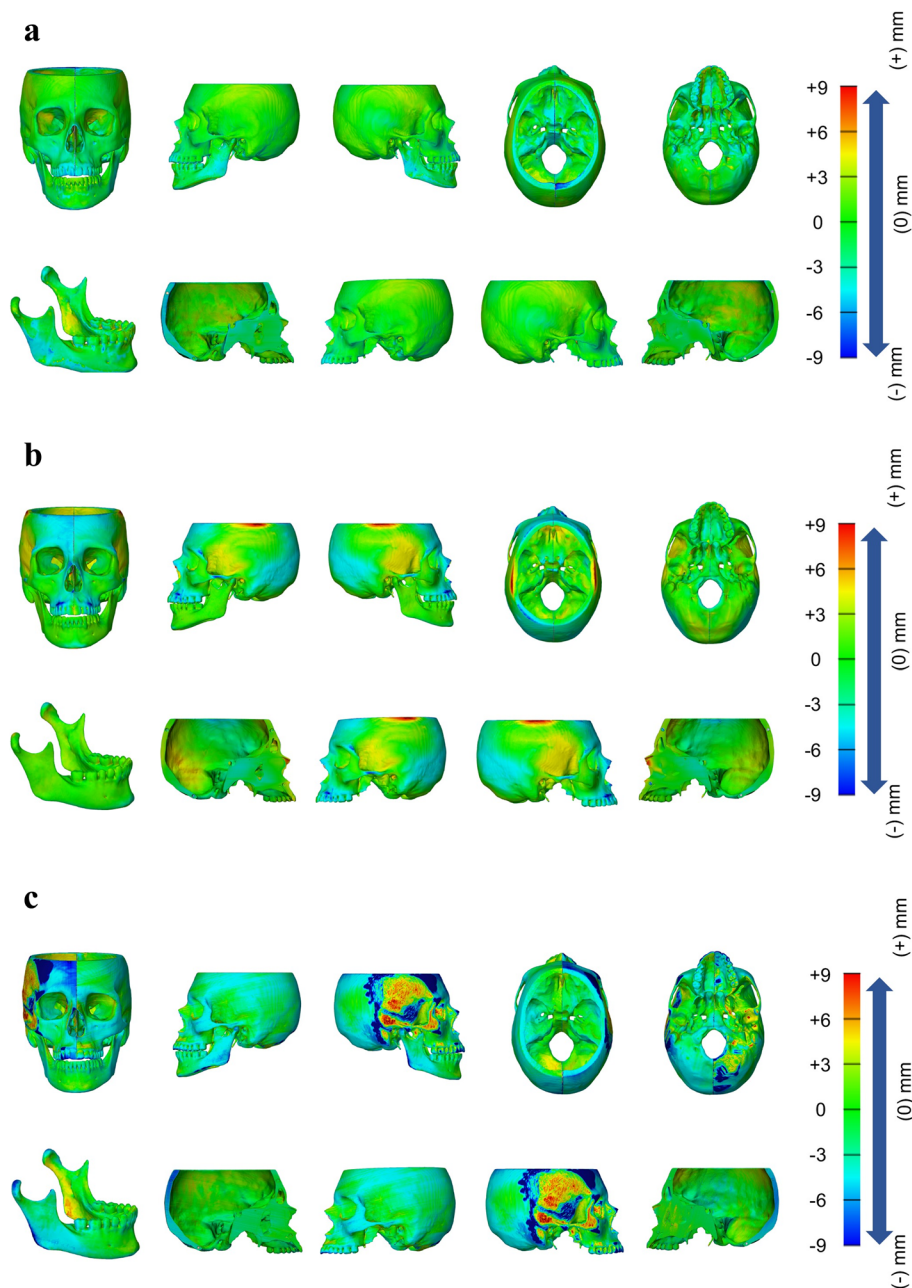 a
(+) mm
+9
+6
+3
0
-3
-6
-9
(0) mm
(-) mm
b
(+) mm
+9
+6
+3
0
-3
-6
-9
(0) mm
(-) mm
c
(+) mm
+9
+6
+3
0
-3
-6
-9
(0) mm
(-) mm